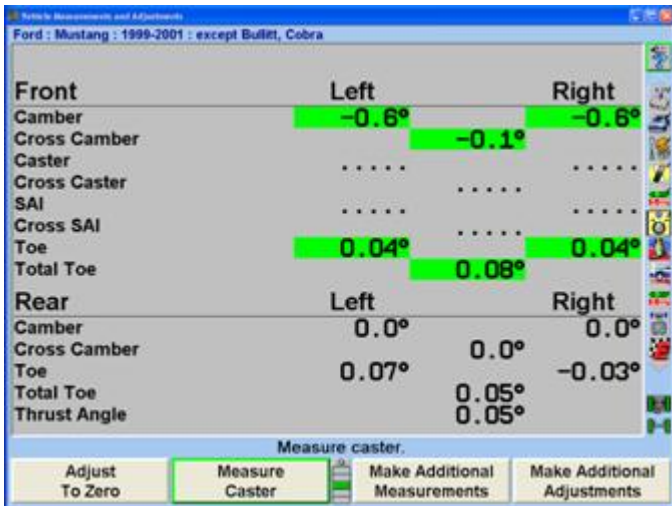 Vehicle Measurements and Adjustments
Ford : Mustang : 1999-2001 : except Bullitt, Cobra
Front Left Right
Camber -0.6° -0.6°
Cross Camber -0.1°
Caster ..... .....
Cross Caster .....
SAI ..... .....
Cross SAI .....
Toe 0.04° 0.04°
Total Toe 0.08°
Rear Left Right
Camber 0.0° 0.0°
Cross Camber 0.0°
Toe 0.07° -0.03°
Total Toe 0.05°
Thrust Angle 0.05°
Measure caster.
Adjust To Zero
Measure Caster
Make Additional Measurements
Make Additional Adjustments